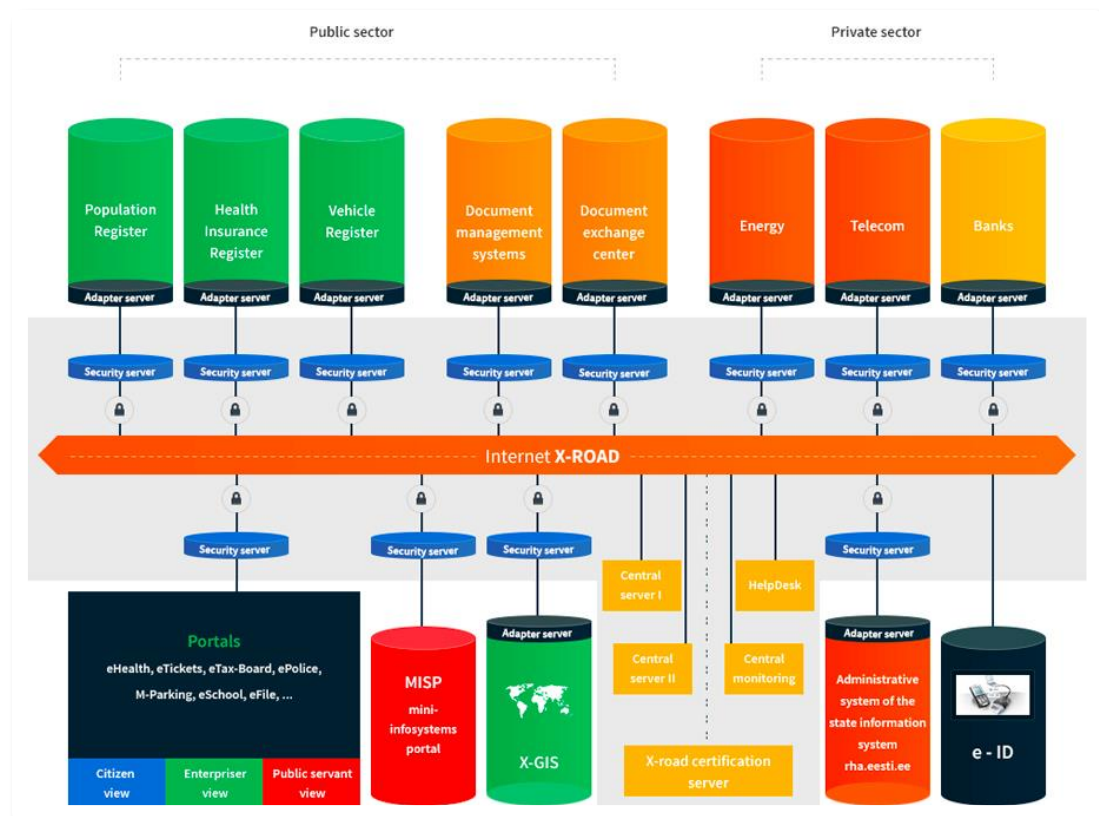 Public sector
Private sector
Population
Register
Health
Insurance
Register
Vehicle
Register
Document
management
systems
Document
exchange
center
Energy
Telecom
Banks
Adapter server
Adapter server
Adapter server
Adapter server
Adapter server
Adapter server
Adapter server
Adapter server
Security server
Security server
Security server
Security server
Security server
Security server
Security server
Security server
Internet X-ROAD
Security server
Security server
Security server
Security server
Portals
eHealth, eTickets, eTax-Board, ePolice,
M-Parking, eSchool, eFile, ...
Citizen
view
Enterpriser
view
Public servant
view
MISP
mini-
infosystems
portal
Adapter server
X-GIS
Central
server I
HelpDesk
Central
server II
Central
monitoring
X-road certification
server
Adapter server
Administrative
system of the
state information
system
rha.eesti.ee
e - ID